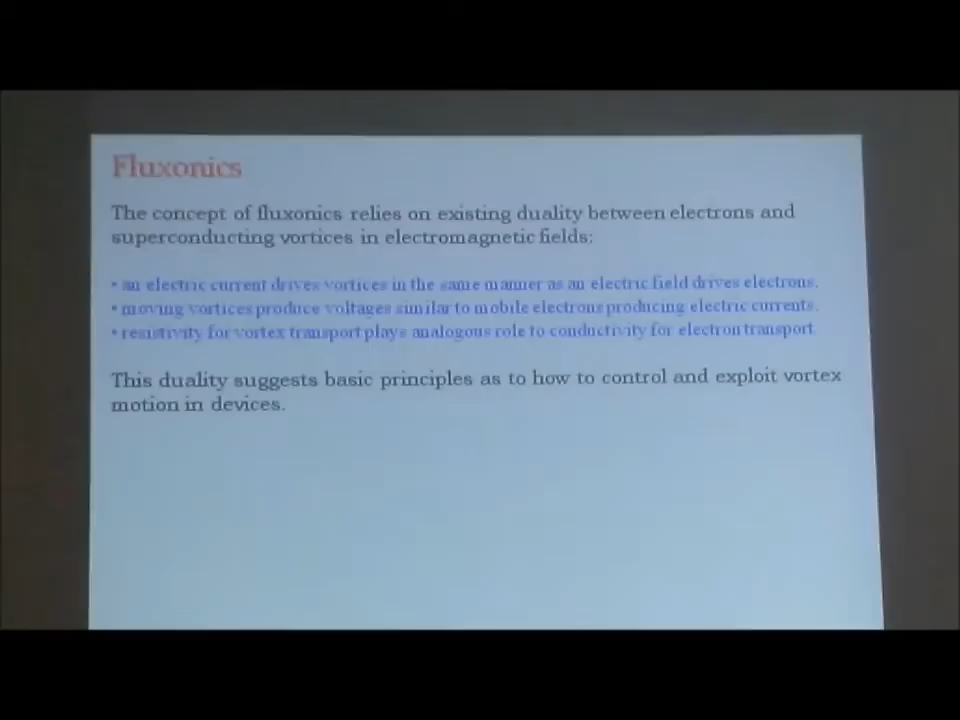 Fluxonics
The concept of fluxonics relies on existing duality between electrons and
superconducting vortices in electromagnetic fields:
• an electric current drives vortices in the same manner as an electric field drives electrons.
• moving vortices produce voltages similar to mobile electrons producing electric currents.
• resistivity for vortex transport plays analogous role to conductivity for electron transport.
This duality suggests basic principles as to how to control and exploit vortex
motion in devices.